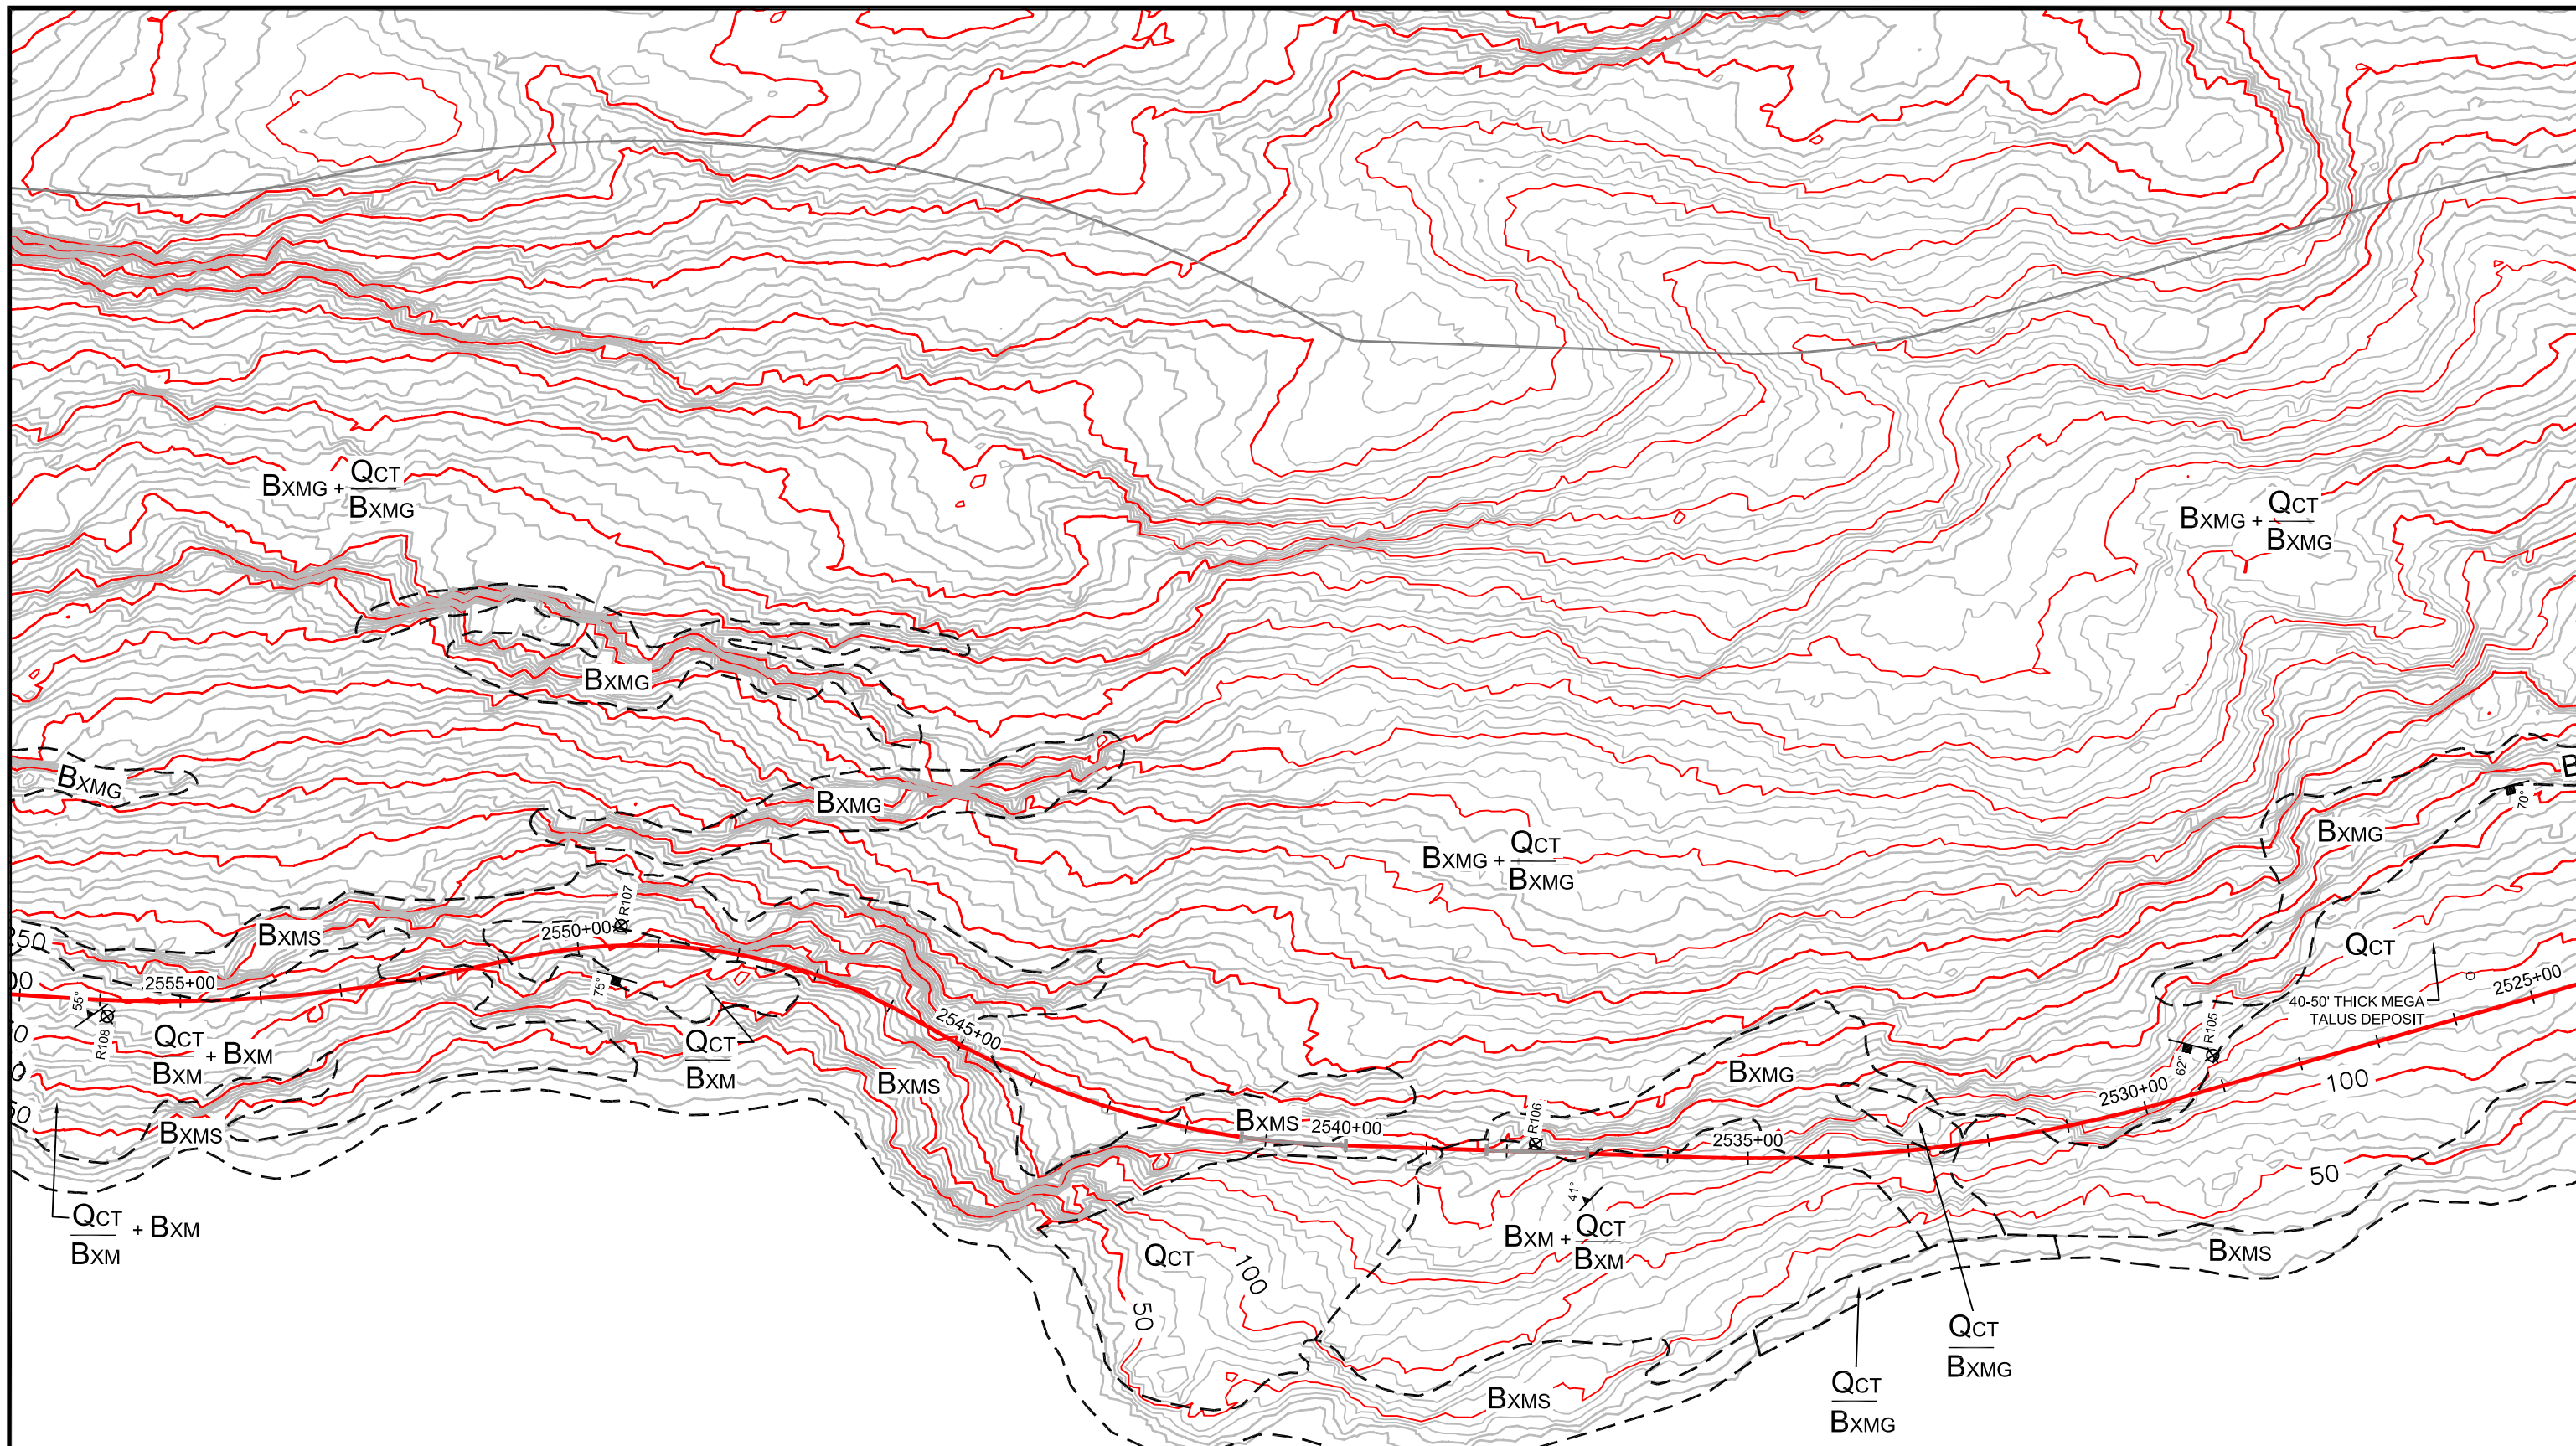 BXMG + QCT
BXMG
BXMG + QCT
BXMG
BXMG
BXMG
BXMG
BXMG + QCT
BXMG
BXMG
70°
BXMS
R107
2550+00
250
2555+00
75°
55°
R108
QCT + BXM
BXM
QCT
BXM
2545+00
BXMS
BXMS
QCT + BXM
BXM
BXMS
2540+00
R106
BXMG
2535+00
41°
BXM + QCT
BXM
QCT
100
50
BXMS
QCT
2525+00
40-50' THICK MEGA
TALUS DEPOSIT
R105
62°
2530+00
100
50
BXMS
QCT
BXMG
QCT
BXMG